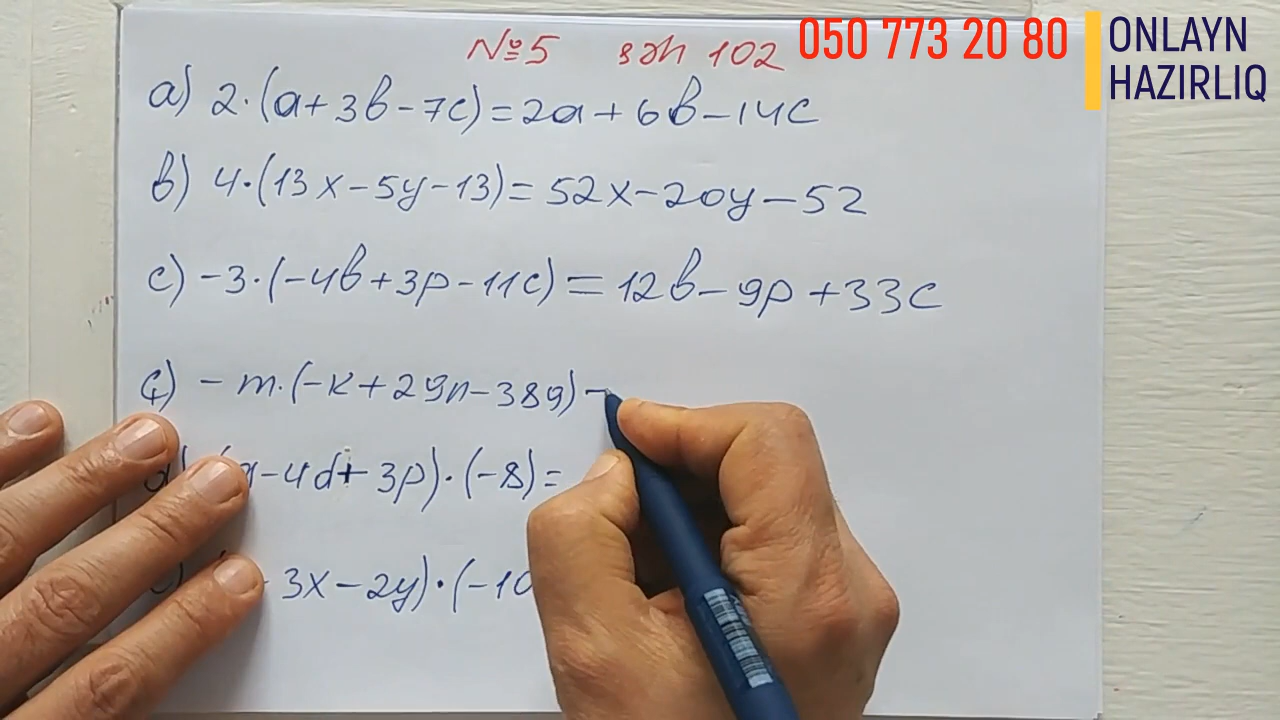 №5 səh 102
050 773 20 80
ONLAYN
HAZIRLIQ
a) 2·(a+3b-7c)=2a+6b-14c
b) 4·(13x-5y-13)=52x-20y-52
c) -3·(-4b+3p-11c)=12b-9p+33c
ç) -m·(-k+29n-389)
-4d+3p)·(-8)=
3x-2y)·(-10